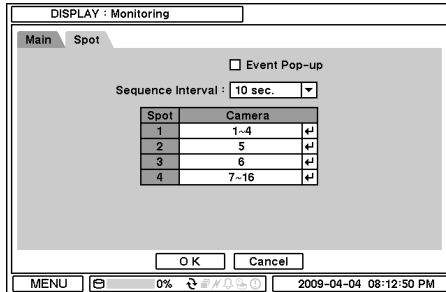 DISPLAY : Monitoring
Main Spot
Event Pop-up
Sequence Interval : 10 sec.
Spot Camera
1 1~4
2 5
3 6
4 7~16
OK Cancel
MENU 0% 2009-04-04 08:12:50 PM